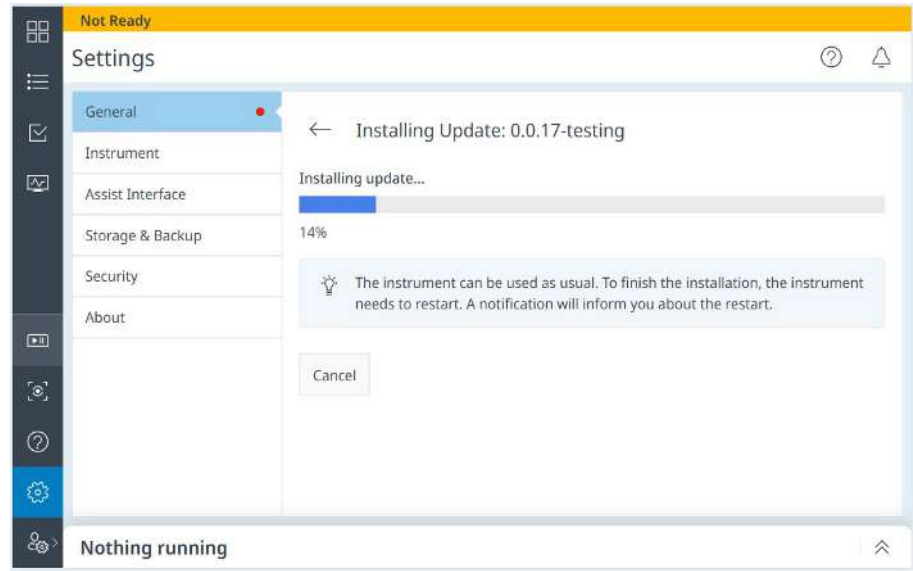 Not Ready
Settings
General
Instrument
Assist Interface
Storage & Backup
Security
About
Installing Update: 0.0.17-testing
Installing update...
14%
The instrument can be used as usual. To finish the installation, the instrument
needs to restart. A notification will inform you about the restart.
Cancel
Nothing running